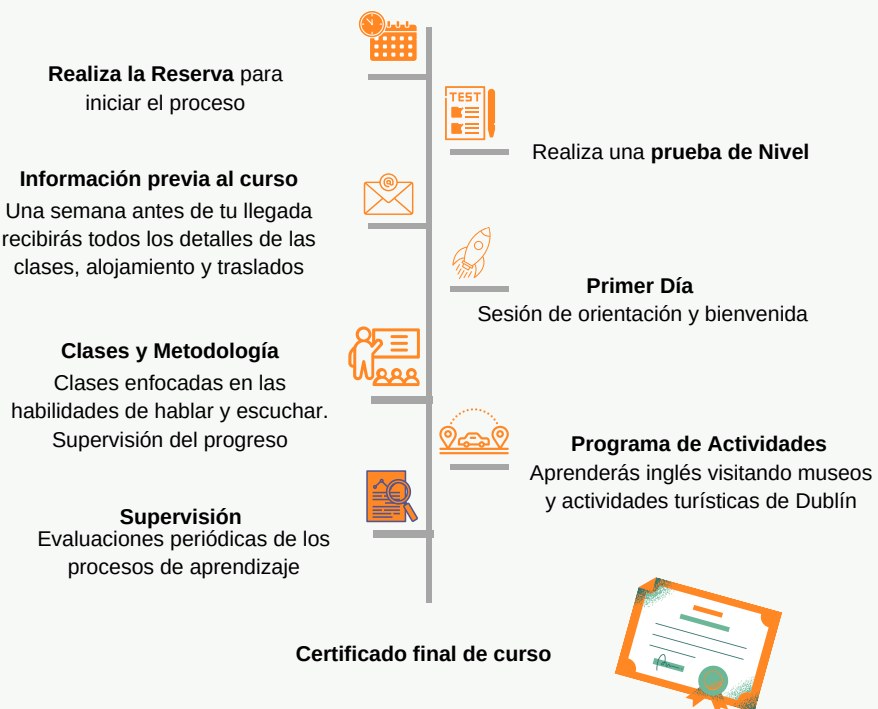 Realiza la Reserva para
iniciar el proceso
TEST
Realiza una prueba de Nivel
Información previa al curso
Una semana antes de tu llegada
recibirás todos los detalles de las
clases, alojamiento y traslados
Primer Día
Sesión de orientación y bienvenida
Clases y Metodología
Clases enfocadas en las
habilidades de hablar y escuchar.
Supervisión del progreso
Programa de Actividades
Aprenderás inglés visitando museos
y actividades turísticas de Dublín
Supervisión
Evaluaciones periódicas de los
procesos de aprendizaje
Certificado final de curso